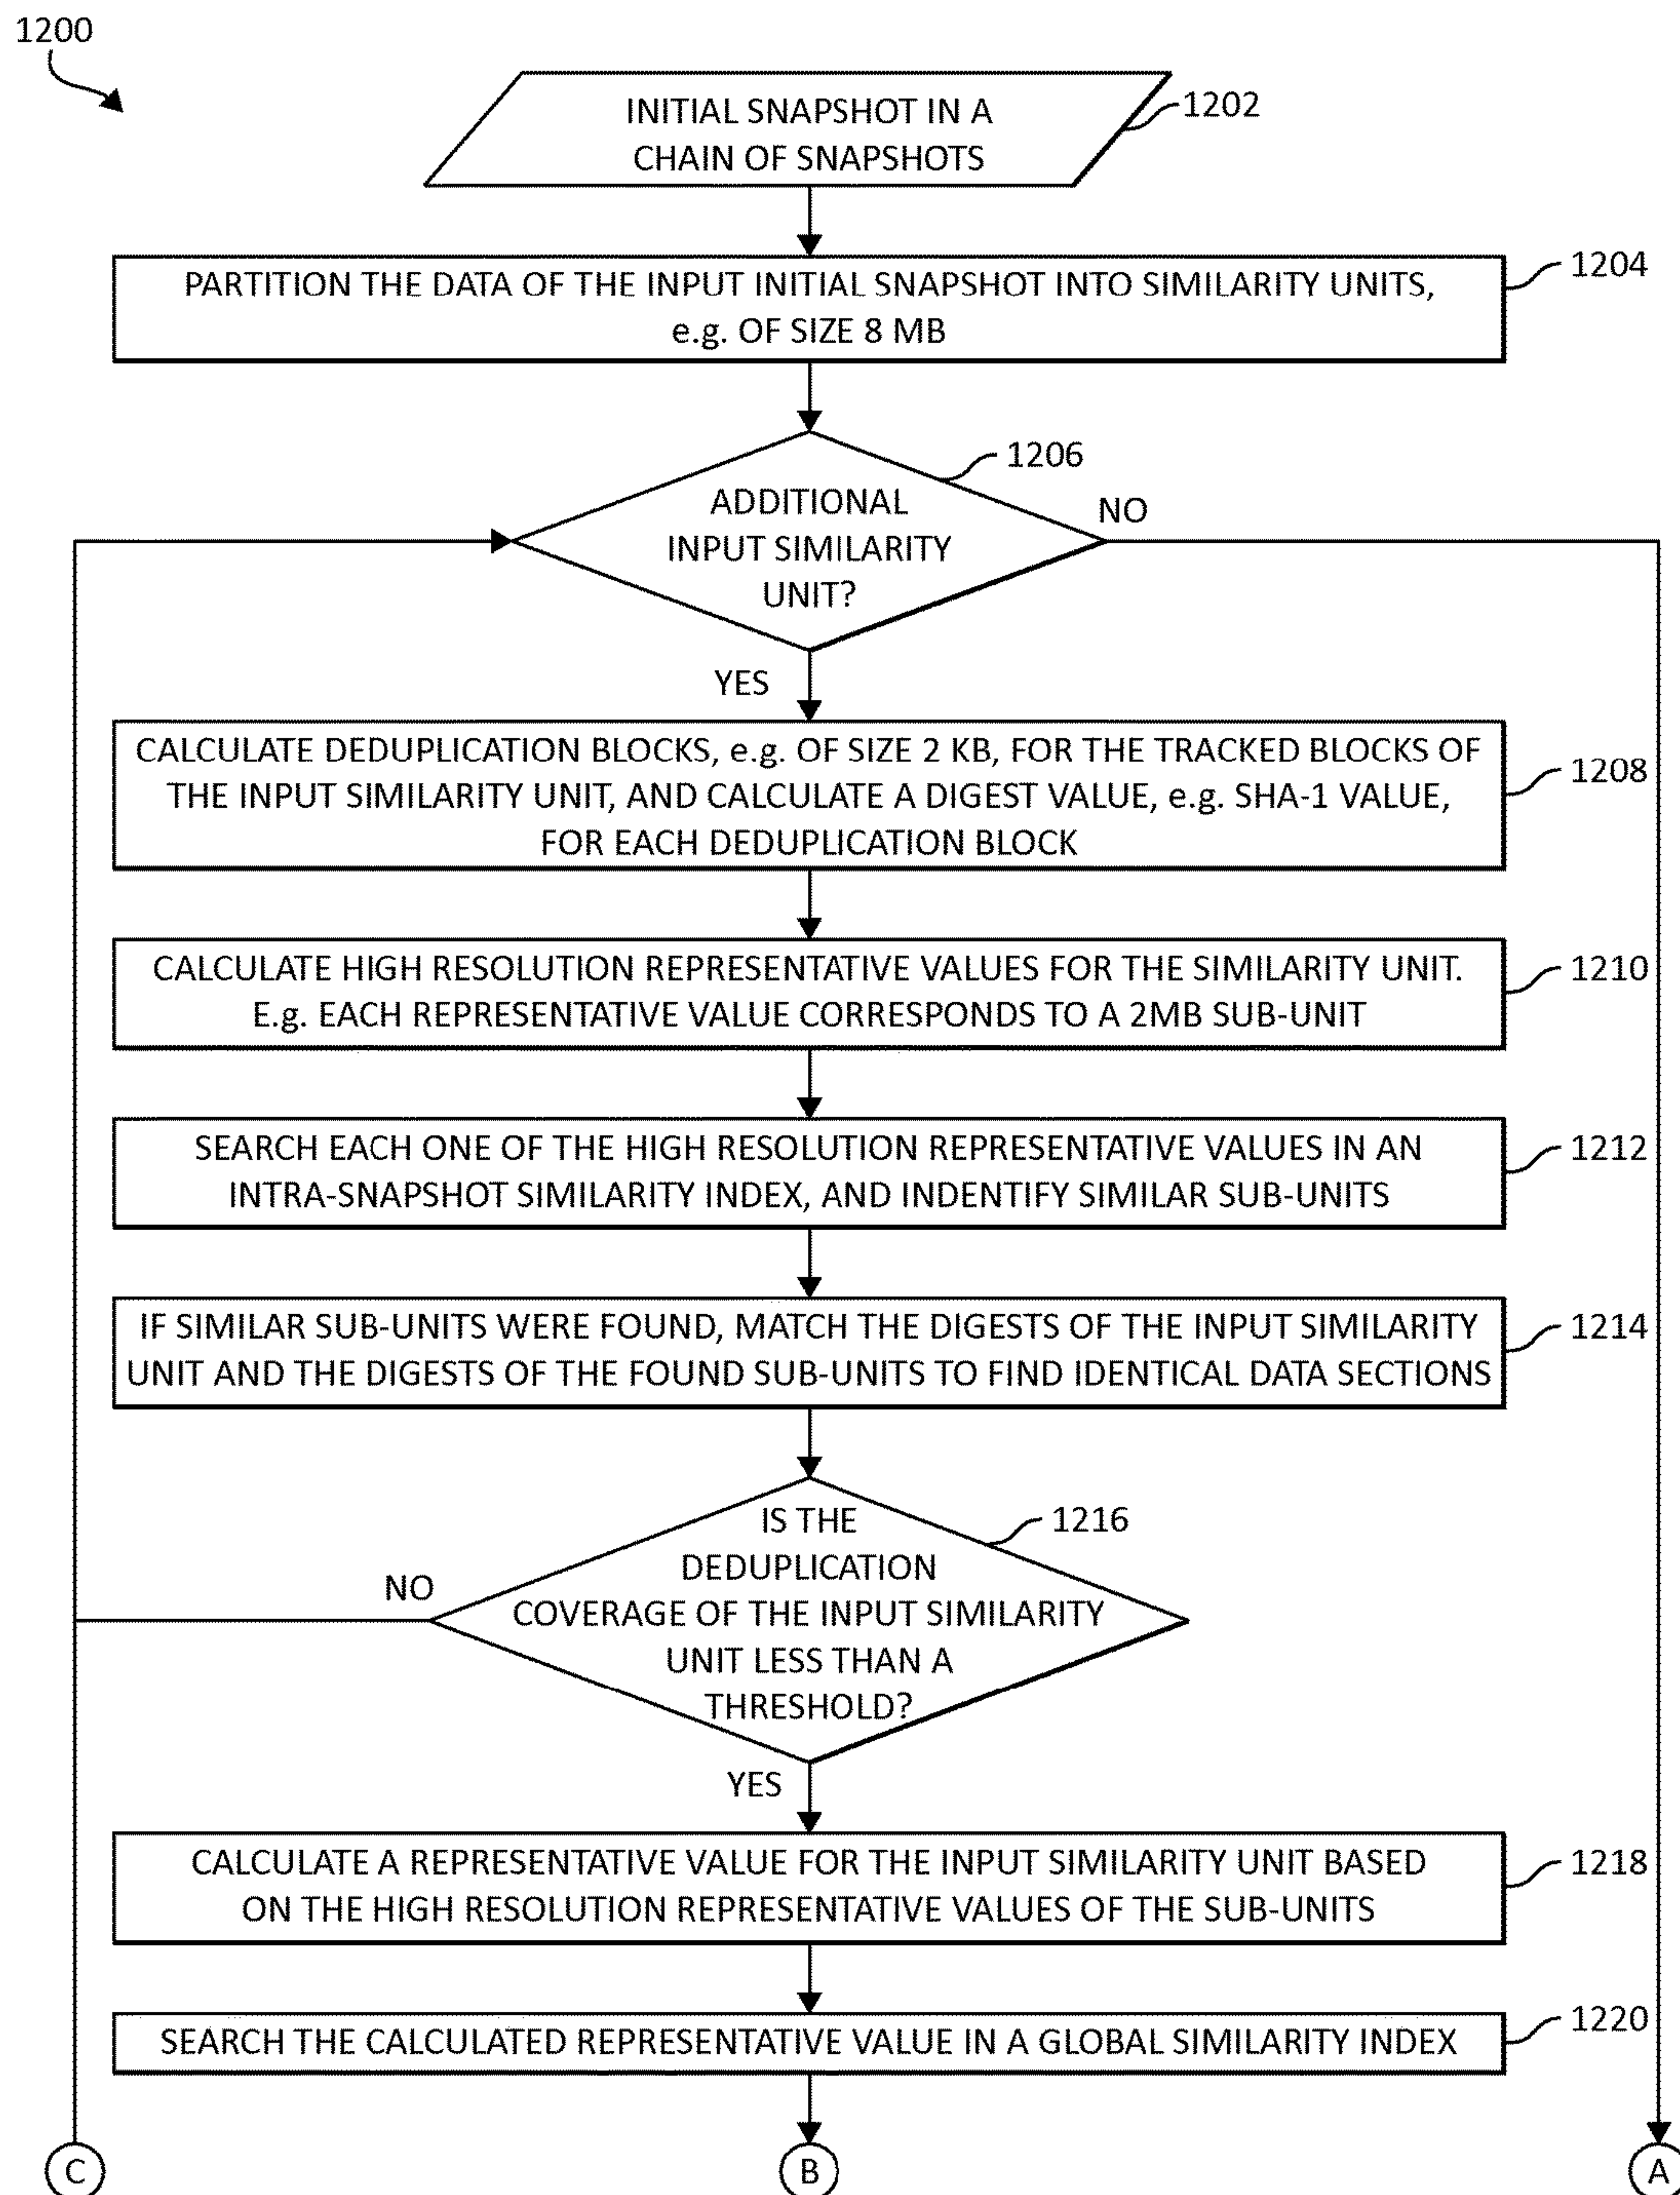 1200
INITIAL SNAPSHOT IN A
CHAIN OF SNAPSHOTS
1202
PARTITION THE DATA OF THE INPUT INITIAL SNAPSHOT INTO SIMILARITY UNITS,
e.g. OF SIZE 8 MB
1204
1206
ADDITIONAL
INPUT SIMILARITY
UNIT?
NO
YES
CALCULATE DEDUPLICATION BLOCKS, e.g. OF SIZE 2 KB, FOR THE TRACKED BLOCKS OF
THE INPUT SIMILARITY UNIT, AND CALCULATE A DIGEST VALUE, e.g. SHA-1 VALUE,
FOR EACH DEDUPLICATION BLOCK
1208
CALCULATE HIGH RESOLUTION REPRESENTATIVE VALUES FOR THE SIMILARITY UNIT.
E.g. EACH REPRESENTATIVE VALUE CORRESPONDS TO A 2MB SUB-UNIT
1210
SEARCH EACH ONE OF THE HIGH RESOLUTION REPRESENTATIVE VALUES IN AN
INTRA-SNAPSHOT SIMILARITY INDEX, AND INDENTIFY SIMILAR SUB-UNITS
1212
IF SIMILAR SUB-UNITS WERE FOUND, MATCH THE DIGESTS OF THE INPUT SIMILARITY
UNIT AND THE DIGESTS OF THE FOUND SUB-UNITS TO FIND IDENTICAL DATA SECTIONS
1214
1216
IS THE
DEDUPLICATION
COVERAGE OF THE INPUT SIMILARITY
UNIT LESS THAN A
THRESHOLD?
NO
YES
CALCULATE A REPRESENTATIVE VALUE FOR THE INPUT SIMILARITY UNIT BASED
ON THE HIGH RESOLUTION REPRESENTATIVE VALUES OF THE SUB-UNITS
1218
SEARCH THE CALCULATED REPRESENTATIVE VALUE IN A GLOBAL SIMILARITY INDEX
1220
C
B
A